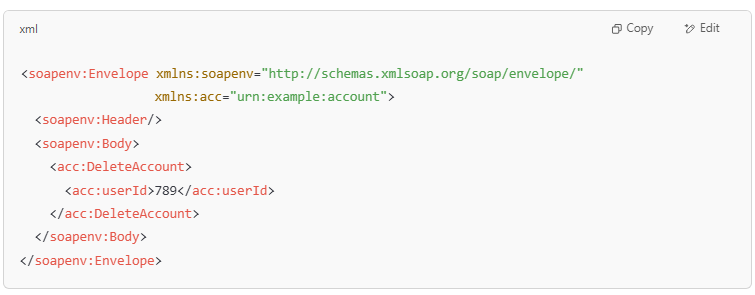 xml
Copy
Edit
<soapenv:Envelope xmlns:soapenv="http://schemas.xmlsoap.org/soap/envelope/"
                  xmlns:acc="urn:example:account">
  <soapenv:Header/>
  <soapenv:Body>
    <acc:DeleteAccount>
      <acc:userId>789</acc:userId>
    </acc:DeleteAccount>
  </soapenv:Body>
</soapenv:Envelope>